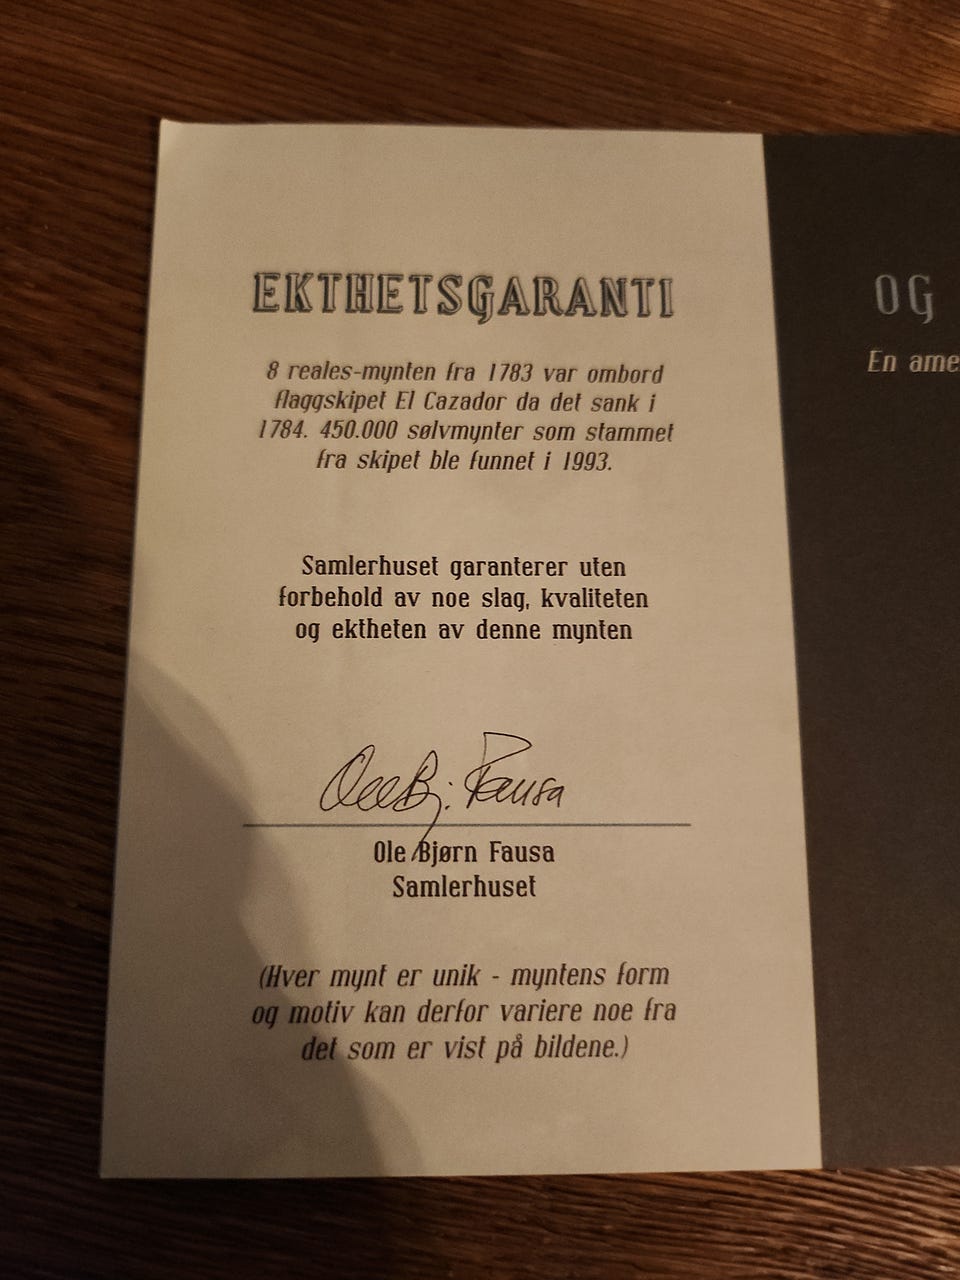 EKTHETSGARANTI
8 reales-mynten fra 1783 var ombord
flaggskipet El Cazador da det sank i
1784. 450.000 sølvmynter som stammet
fra skipet ble funnet i 1993.
Samlerhuset garanterer uten
forbehold av noe slag, kvaliteten
og ektheten av denne mynten
Ole Bj. Fausa
Ole Bjørn Fausa
Samlerhuset
(Hver mynt er unik - myntens form
og motiv kan derfor variere noe fra
det som er vist på bildene.)
OG
En ame